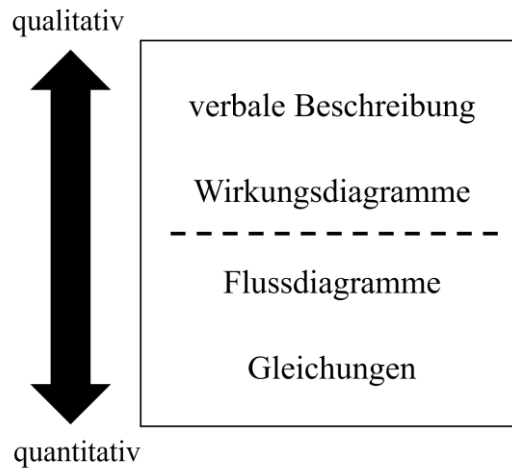 qualitativ
verbale Beschreibung
Wirkungsdiagramme
Flussdiagramme
Gleichungen
quantitativ